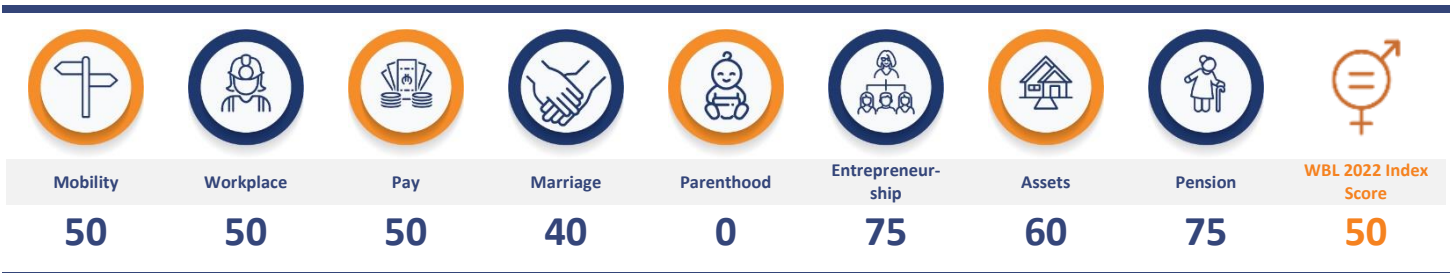 Mobility
Workplace
Pay
Marriage
Parenthood
Entrepreneur-
ship
Assets
Pension
WBL 2022 Index
Score
50
50
50
40
0
75
60
75
50